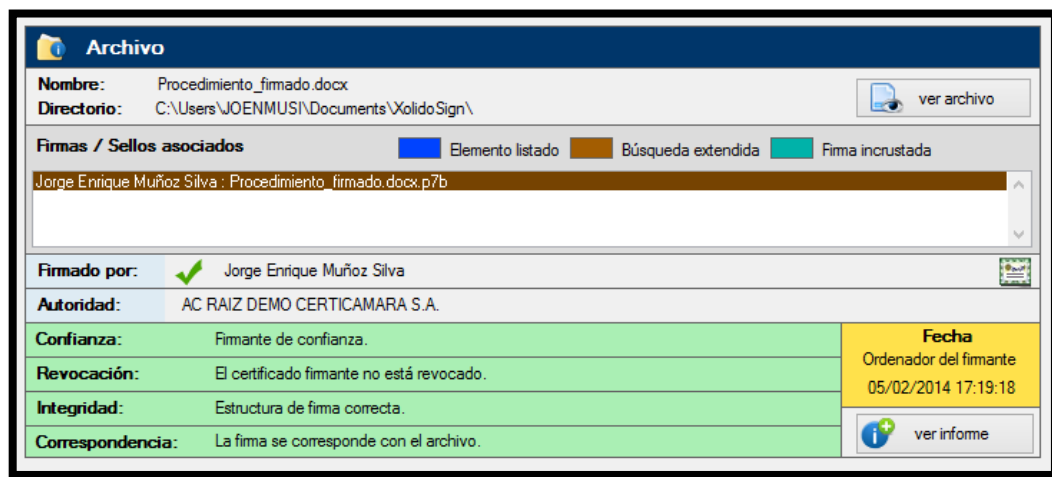 Archivo
Nombre: Procedimiento_firmado.docx
Directorio: C:\Users\JOENMUSI\Documents\XolidoSign\
ver archivo
Firmas / Sellos asociados Elemento listado Búsqueda extendida Firma incrustada
Jorge Enrique Muñoz Silva : Procedimiento_firmado.docx.p7b
Firmado por: Jorge Enrique Muñoz Silva
Autoridad: AC RAIZ DEMO CERTICAMARA S.A.
Confianza: Firmante de confianza.
Revocación: El certificado firmante no está revocado.
Integridad: Estructura de firma correcta.
Correspondencia: La firma se corresponde con el archivo.
Fecha
Ordenador del firmante
05/02/2014 17:19:18
ver informe